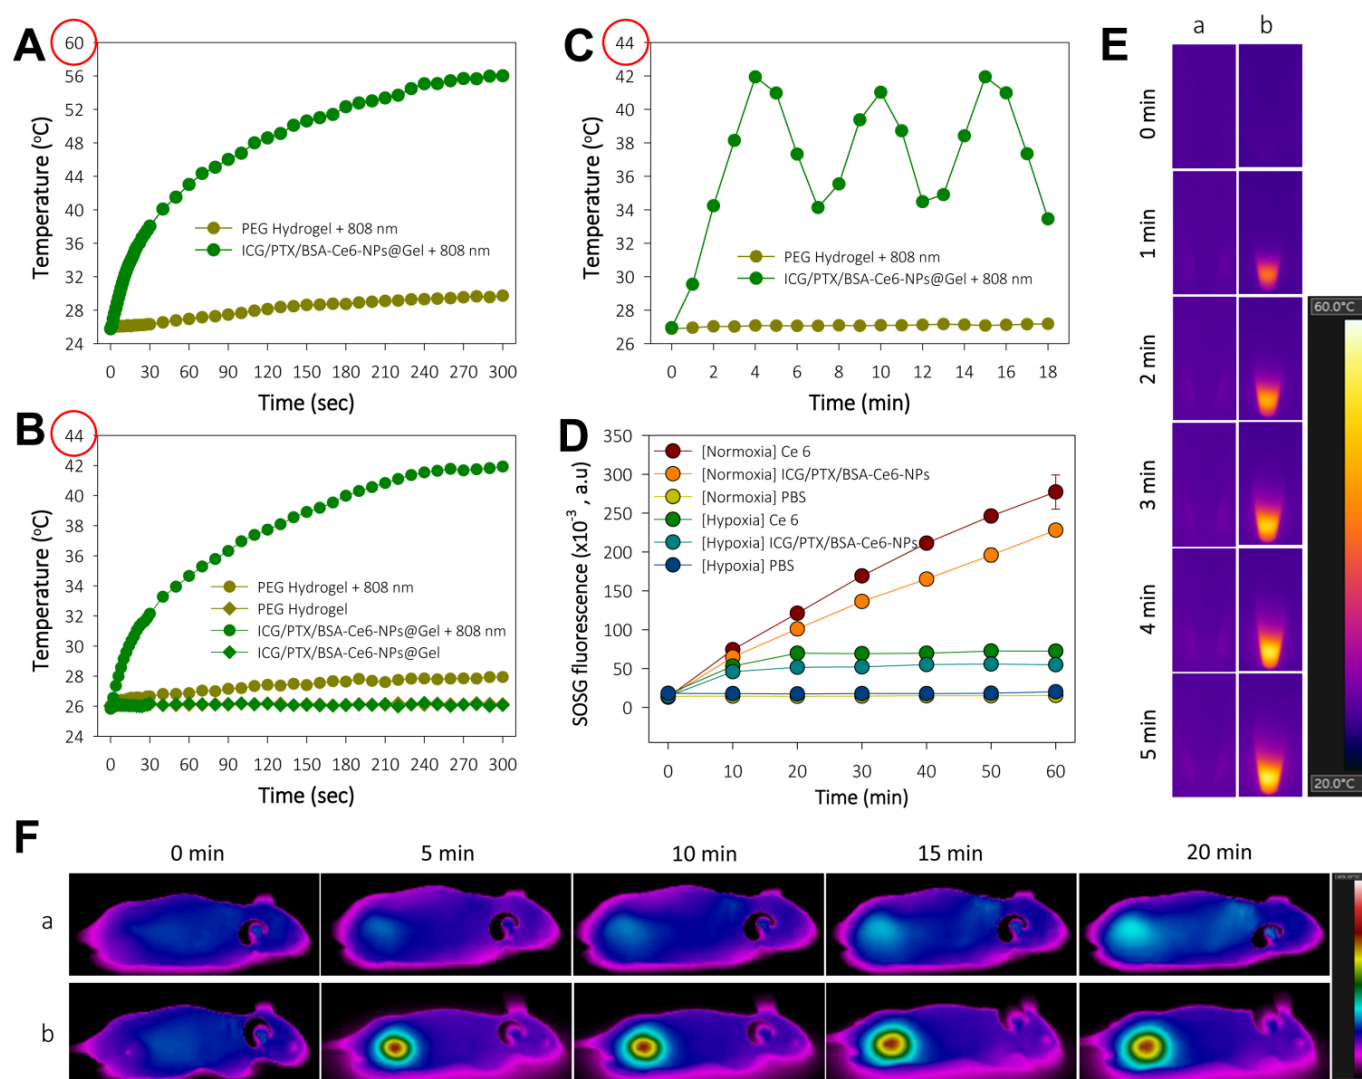 A
60
56
52
48
44
40
36
32
28
24
Temperature (°C)
PEG Hydrogel + 808 nm
ICG/PTX/BSA-Ce6-NPs@Gel + 808 nm
0 30 60 90 120 150 180 210 240 270 300
Time (sec)
B
44
42
40
38
36
34
32
30
28
26
24
Temperature (°C)
PEG Hydrogel + 808 nm
PEG Hydrogel
ICG/PTX/BSA-Ce6-NPs@Gel + 808 nm
ICG/PTX/BSA-Ce6-NPs@Gel
0 30 60 90 120 150 180 210 240 270 300
Time (sec)
C
44
42
40
38
36
34
32
30
28
26
Temperature (°C)
PEG Hydrogel + 808 nm
ICG/PTX/BSA-Ce6-NPs@Gel + 808 nm
0 2 4 6 8 10 12 14 16 18
Time (min)
D
350
300
250
200
150
100
50
0
SOSG fluorescence (x10⁻³, a.u)
[Normoxia] Ce 6
[Normoxia] ICG/PTX/BSA-Ce6-NPs
[Normoxia] PBS
[Hypoxia] Ce 6
[Hypoxia] ICG/PTX/BSA-Ce6-NPs
[Hypoxia] PBS
0 10 20 30 40 50 60
Time (min)
E
a b
0 min
1 min
2 min
3 min
4 min
5 min
60.0°C
20.0°C
F
0 min 5 min 10 min 15 min 20 min
a
b